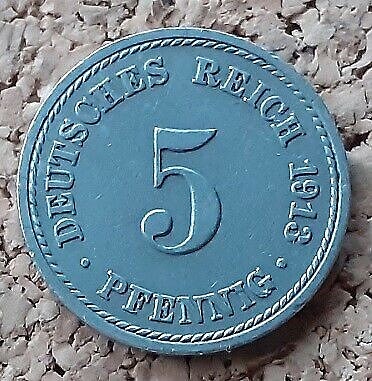 DEUTSCHES REICH 1913
5
· PFENNIG ·